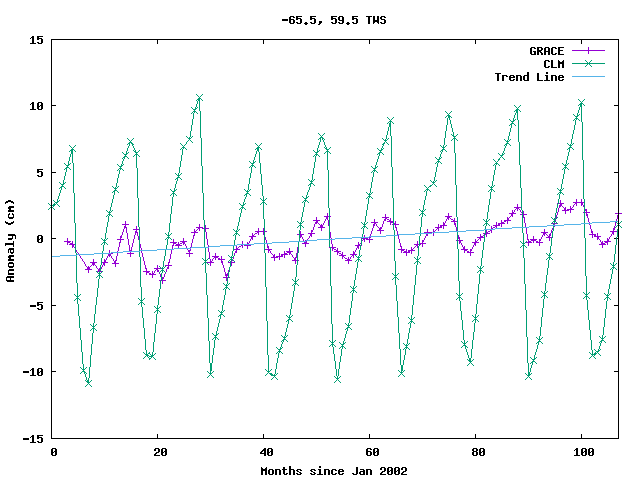 -65.5, 59.5 TWS
GRACE
CLM
Trend Line
15
10
5
0
-5
-10
-15
Anomaly (cm)
0 20 40 60 80 100
Months since Jan 2002